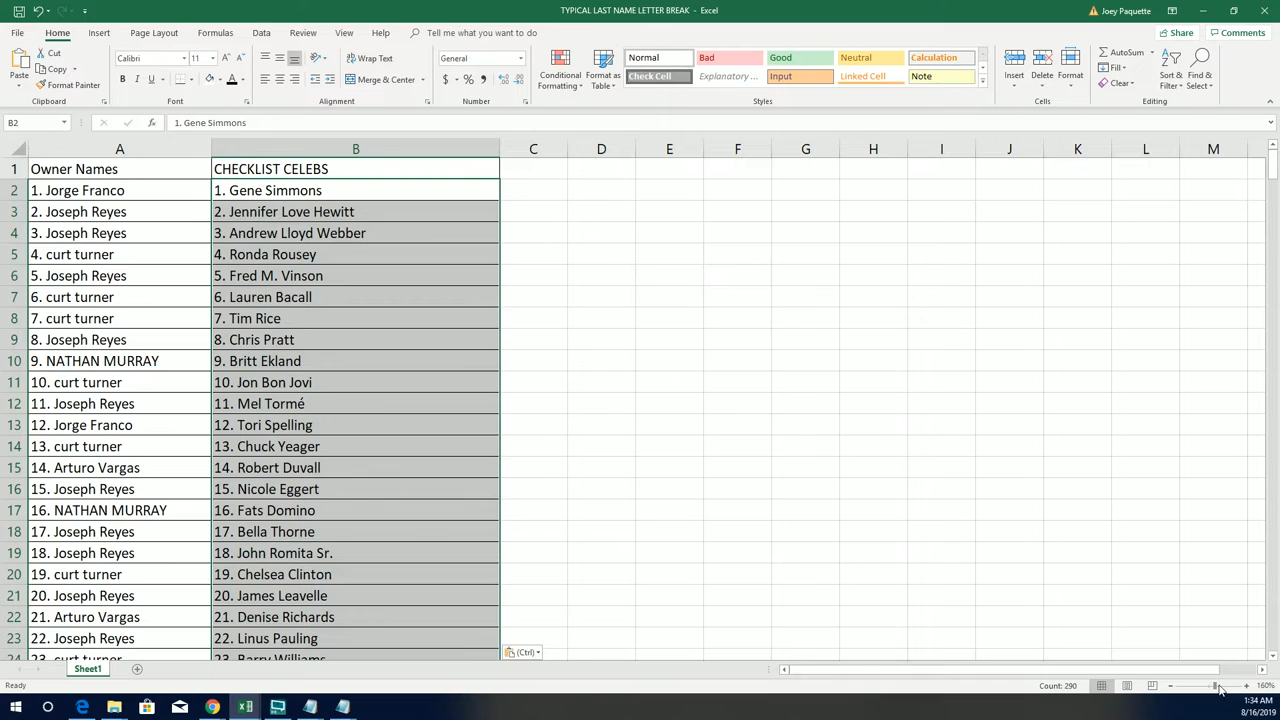 TYPICAL LAST NAME LETTER BREAK - Excel
Joey Paquette
File Home Insert Page Layout Formulas Data Review View Help Tell me what you want to do Share Comments
Paste Cut Copy Format Painter Clipboard
Calibri 11 B I U A Font
Wrap Text Merge & Center Alignment
General $ % , Number
Conditional Formatting Format as Table
Normal Bad Good Neutral Calculation
Check Cell Explanatory ... Input Linked Cell Note
Styles
Insert Delete Format Cells
AutoSum Fill Clear Sort & Filter Find & Select Editing
B2 fx 1. Gene Simmons
A B C D E F G H I J K L M
1 Owner Names CHECKLIST CELEBS
2 1. Jorge Franco 1. Gene Simmons
3 2. Joseph Reyes 2. Jennifer Love Hewitt
4 3. Joseph Reyes 3. Andrew Lloyd Webber
5 4. curt turner 4. Ronda Rousey
6 5. Joseph Reyes 5. Fred M. Vinson
7 6. curt turner 6. Lauren Bacall
8 7. curt turner 7. Tim Rice
9 8. Joseph Reyes 8. Chris Pratt
10 9. NATHAN MURRAY 9. Britt Ekland
11 10. curt turner 10. Jon Bon Jovi
12 11. Joseph Reyes 11. Mel Tormé
13 12. Jorge Franco 12. Tori Spelling
14 13. curt turner 13. Chuck Yeager
15 14. Arturo Vargas 14. Robert Duvall
16 15. Joseph Reyes 15. Nicole Eggert
17 16. NATHAN MURRAY 16. Fats Domino
18 17. Joseph Reyes 17. Bella Thorne
19 18. Joseph Reyes 18. John Romita Sr.
20 19. curt turner 19. Chelsea Clinton
21 20. Joseph Reyes 20. James Leavelle
22 21. Arturo Vargas 21. Denise Richards
23 22. Joseph Reyes 22. Linus Pauling
24 23. curt turner 23. Barry Williams
(Ctrl)
Sheet1
Ready Count: 290 160%
1:34 AM
8/16/2019